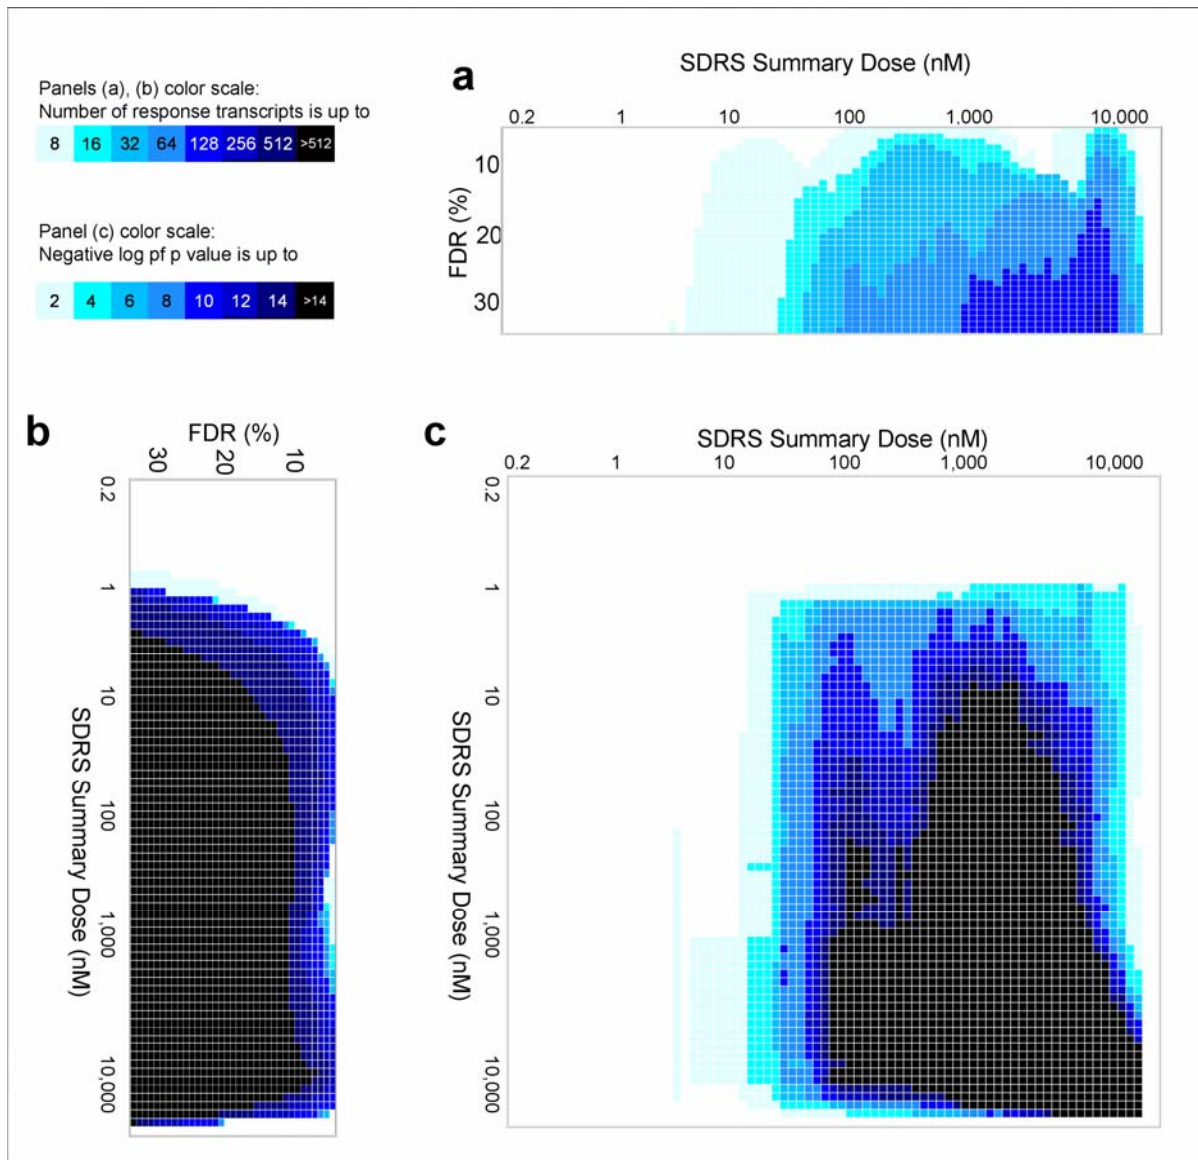 Panels (a), (b) color scale:
Number of response transcripts is up to
8 16 32 64 128 256 512 >512
Panel (c) color scale:
Negative log pf p value is up to
2 4 6 8 10 12 14 >14
a
SDRS Summary Dose (nM)
0.2 1 10 100 1,000 10,000
FDR (%)
10
20
30
b
FDR (%)
30 20 10
SDRS Summary Dose (nM)
0.2
1
10
100
1,000
10,000
c
SDRS Summary Dose (nM)
0.2 1 10 100 1,000 10,000
SDRS Summary Dose (nM)
0.2
1
10
100
1,000
10,000